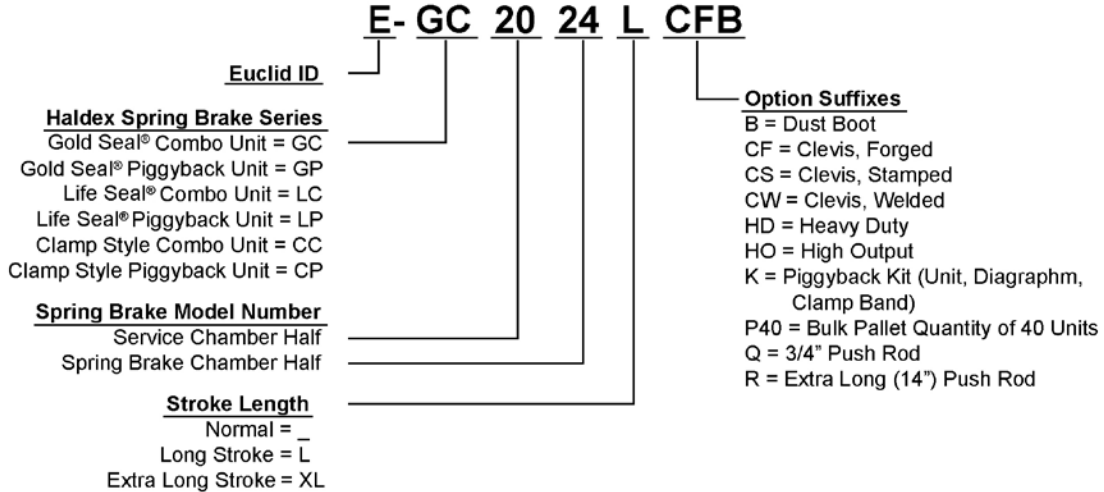 E- GC 20 24 L CFB
Euclid ID
Haldex Spring Brake Series
Gold Seal® Combo Unit = GC
Gold Seal® Piggyback Unit = GP
Life Seal® Combo Unit = LC
Life Seal® Piggyback Unit = LP
Clamp Style Combo Unit = CC
Clamp Style Piggyback Unit = CP
Spring Brake Model Number
Service Chamber Half
Spring Brake Chamber Half
Stroke Length
Normal = _
Long Stroke = L
Extra Long Stroke = XL
Option Suffixes
B = Dust Boot
CF = Clevis, Forged
CS = Clevis, Stamped
CW = Clevis, Welded
HD = Heavy Duty
HO = High Output
K = Piggyback Kit (Unit, Diagraphm,
Clamp Band)
P40 = Bulk Pallet Quantity of 40 Units
Q = 3/4” Push Rod
R = Extra Long (14”) Push Rod